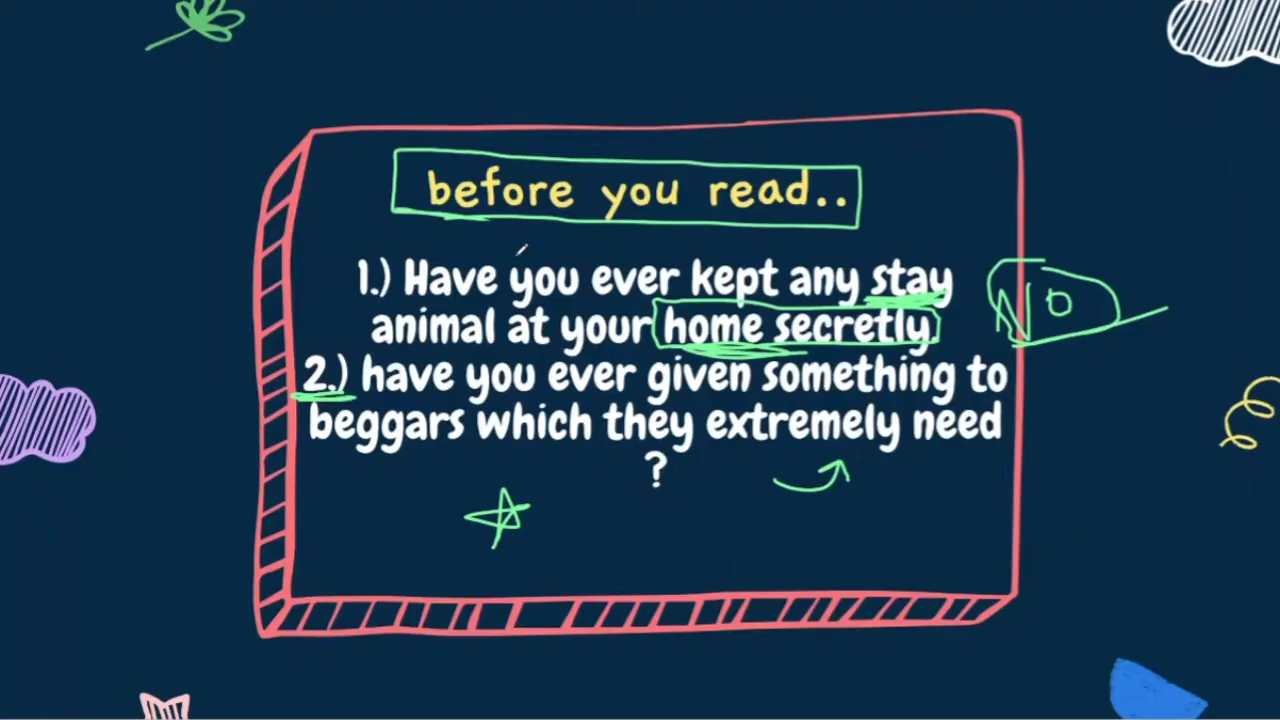 before you read..
1.) Have you ever kept any stay
animal at your home secretly.
NO
2.) have you ever given something to
beggars which they extremely need
?